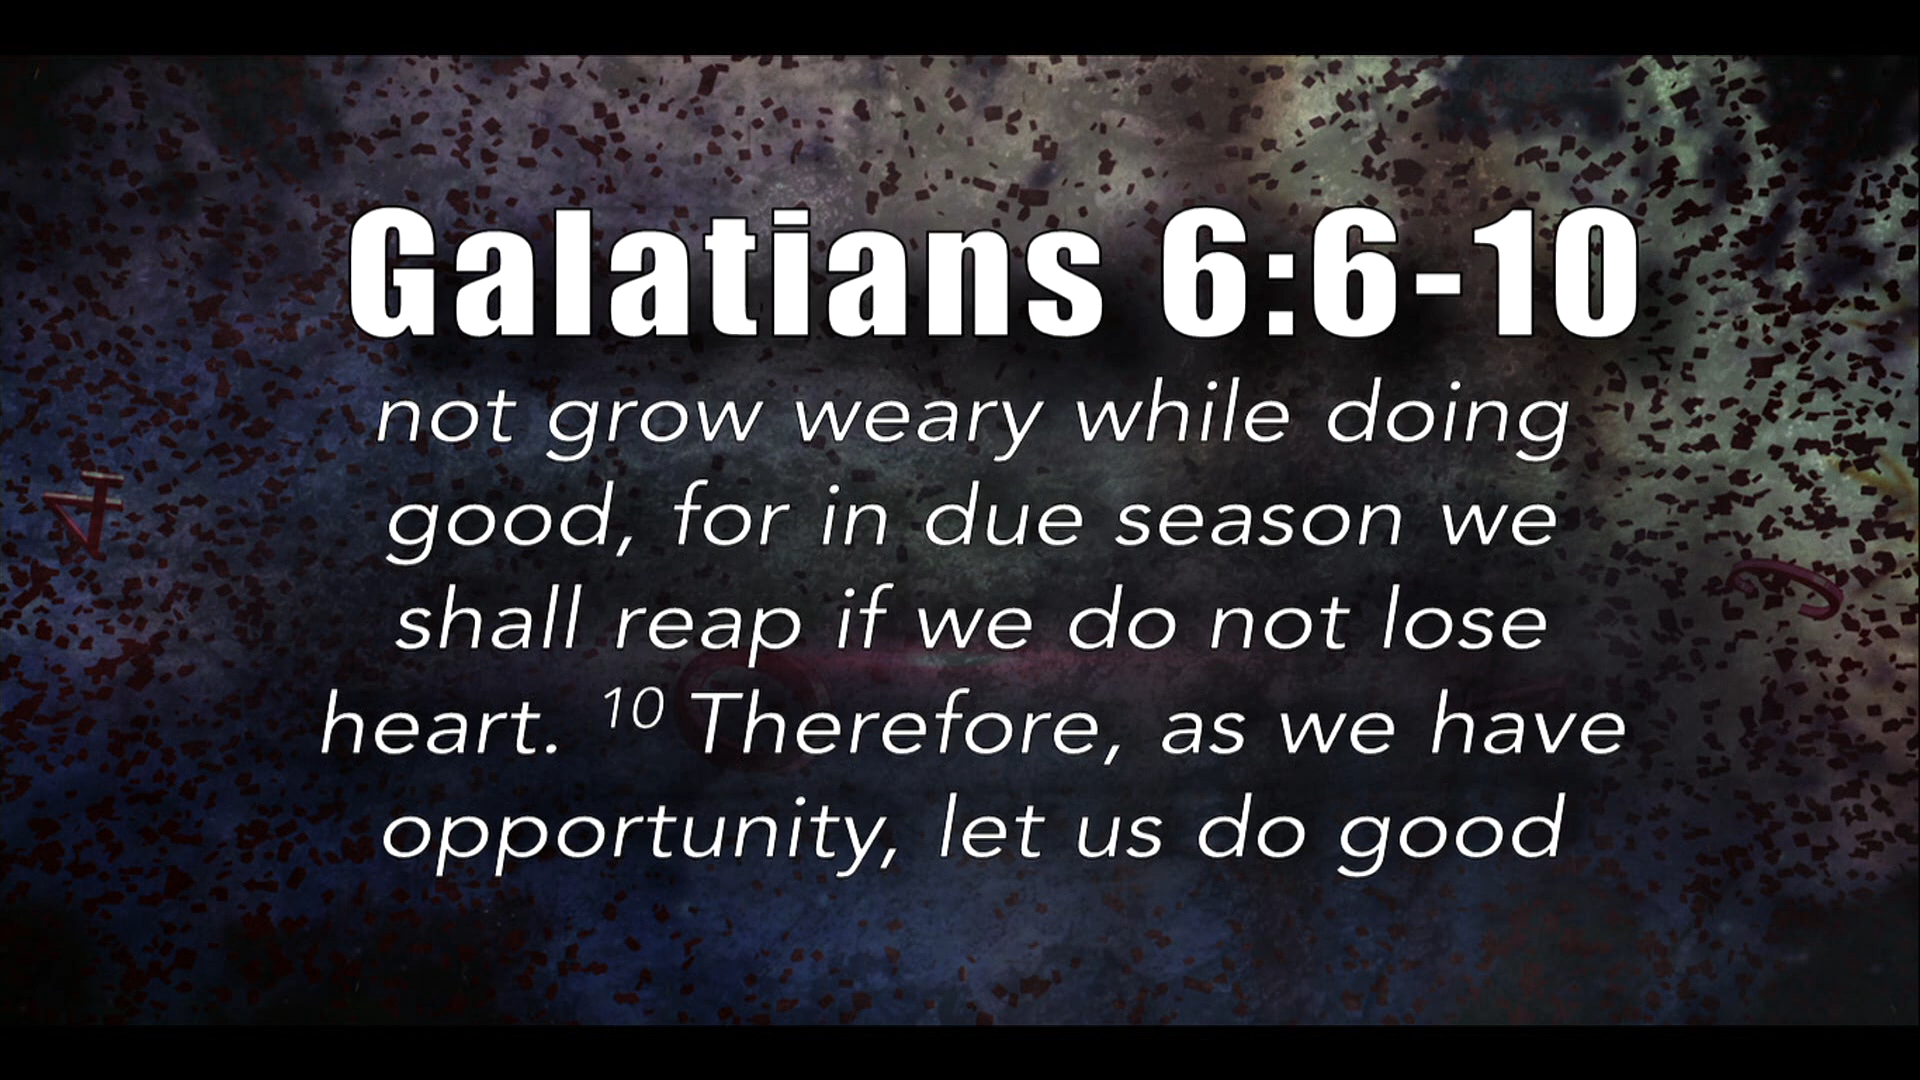 Galatians 6:6-10
not grow weary while doing
good, for in due season we
shall reap if we do not lose
heart. 10 Therefore, as we have
opportunity, let us do good